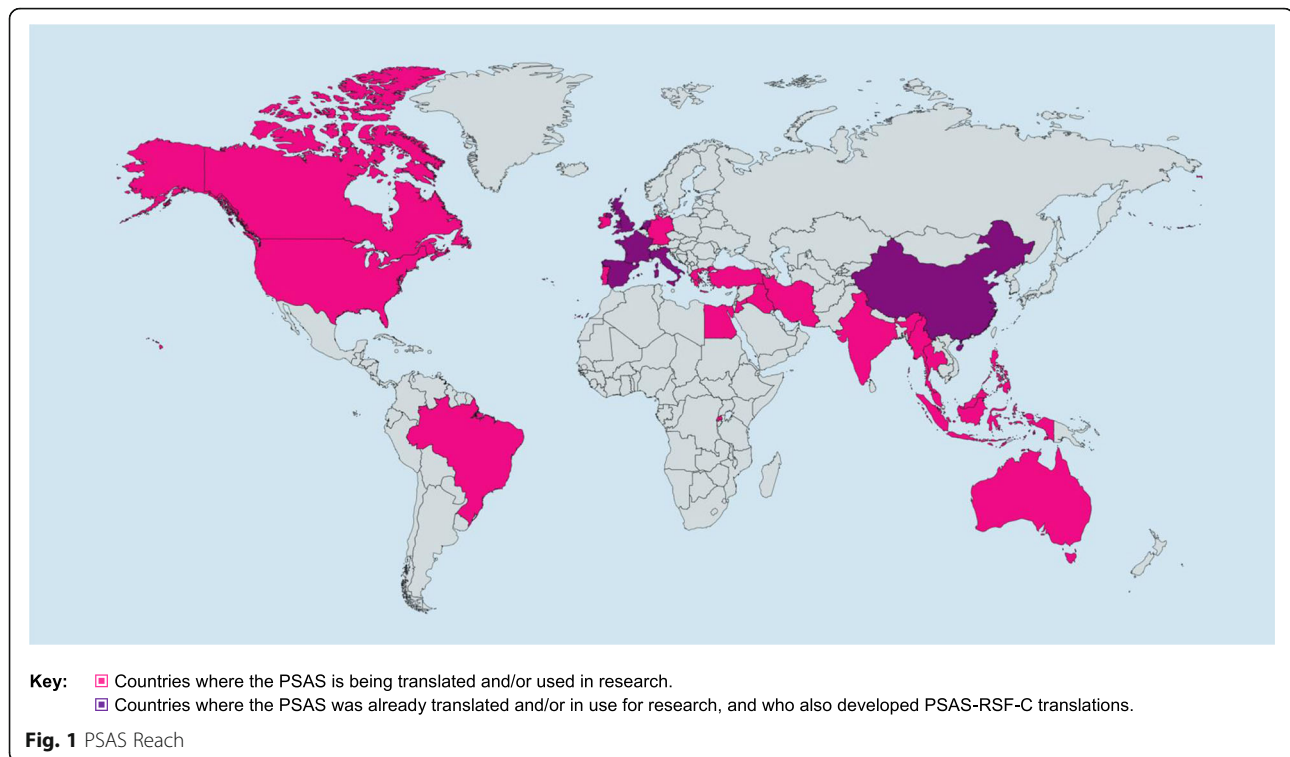 Key: Countries where the PSAS is being translated and/or used in research.
Countries where the PSAS was already translated and/or in use for research, and who also developed PSAS-RSF-C translations.
Fig. 1 PSAS Reach